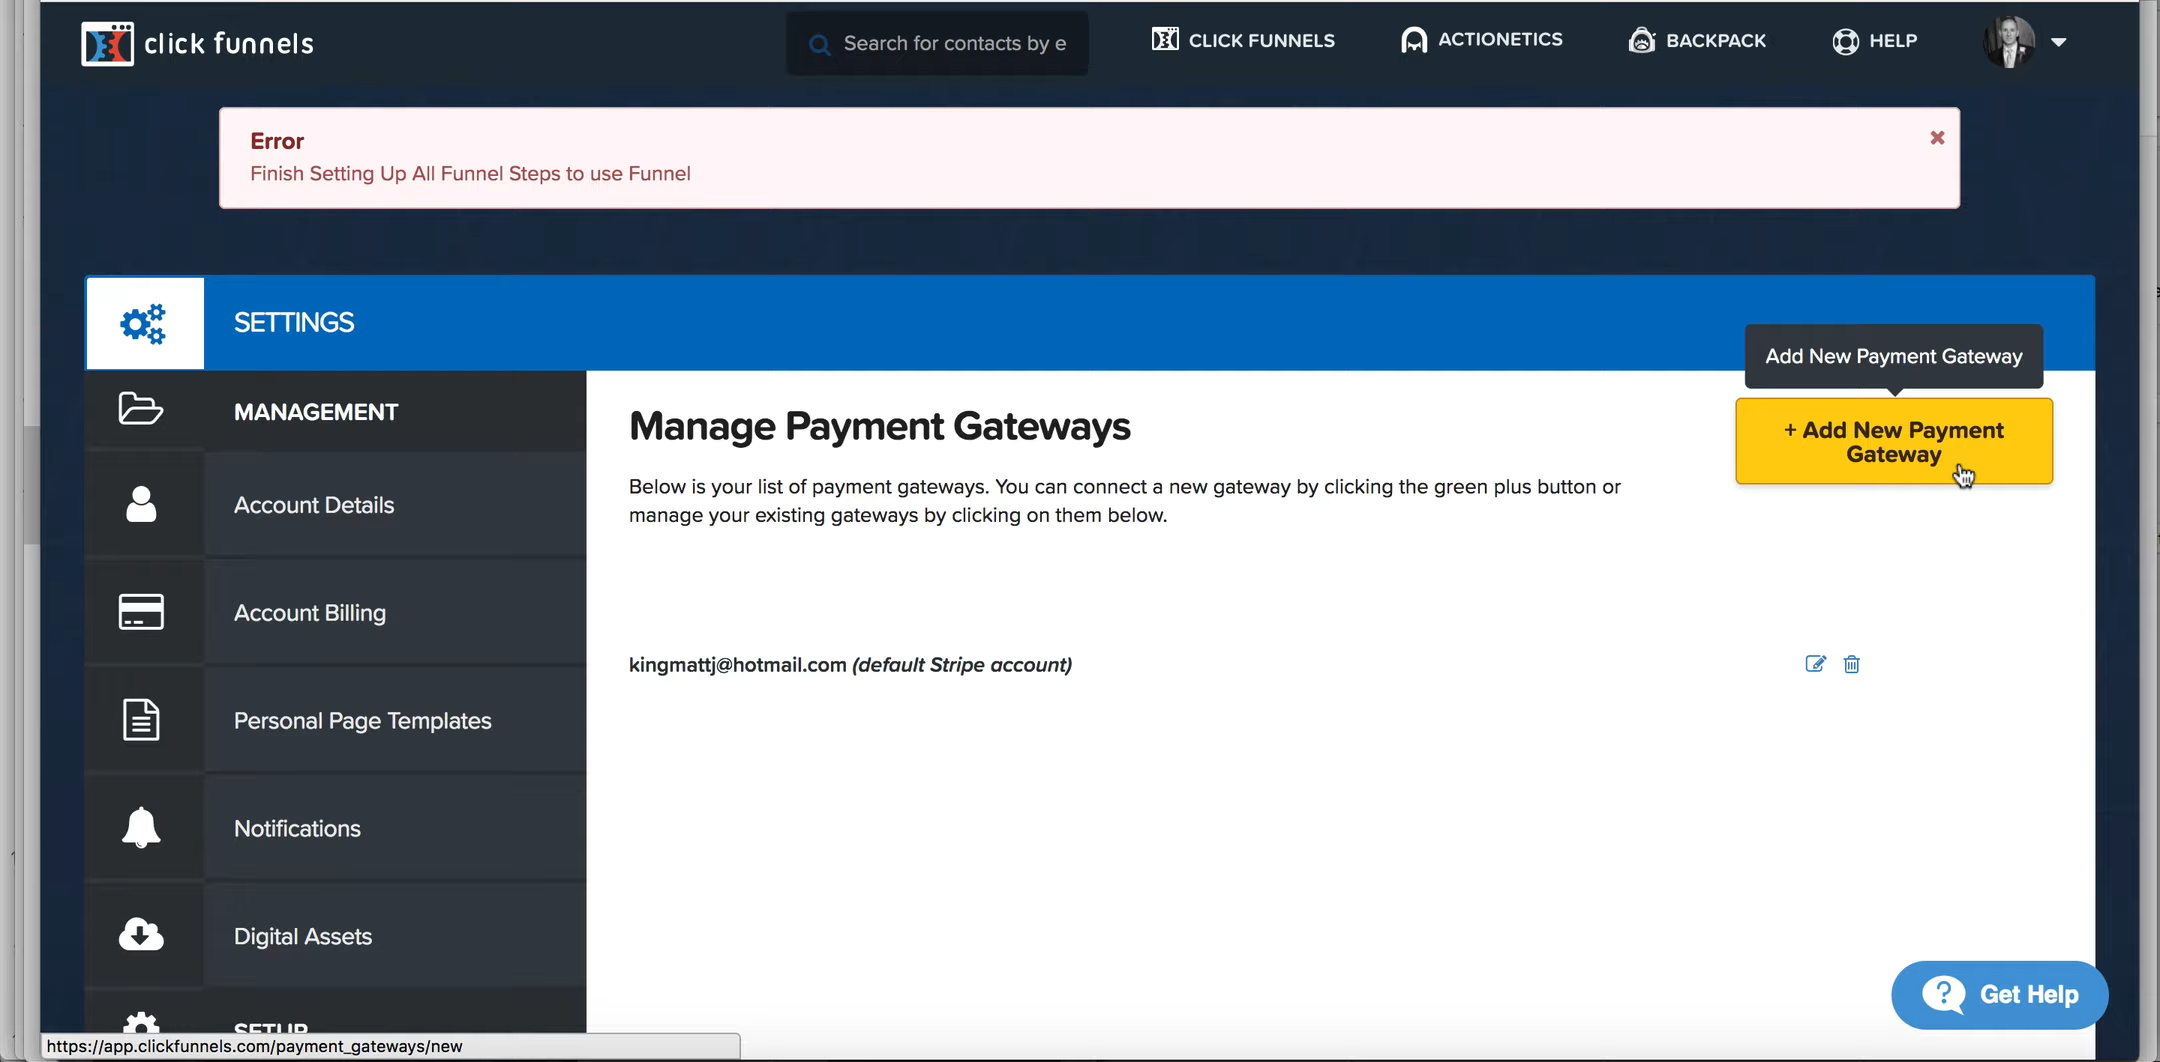 click funnels
Search for contacts by e
CLICK FUNNELS
ACTIONETICS
BACKPACK
HELP
Error
Finish Setting Up All Funnel Steps to use Funnel
SETTINGS
Add New Payment Gateway
MANAGEMENT
Manage Payment Gateways
+ Add New Payment
Gateway
Below is your list of payment gateways. You can connect a new gateway by clicking the green plus button or
manage your existing gateways by clicking on them below.
Account Details
Account Billing
kingmattj@hotmail.com (default Stripe account)
Personal Page Templates
Notifications
Digital Assets
Get Help
SETUP
https://app.clickfunnels.com/payment_gateways/new